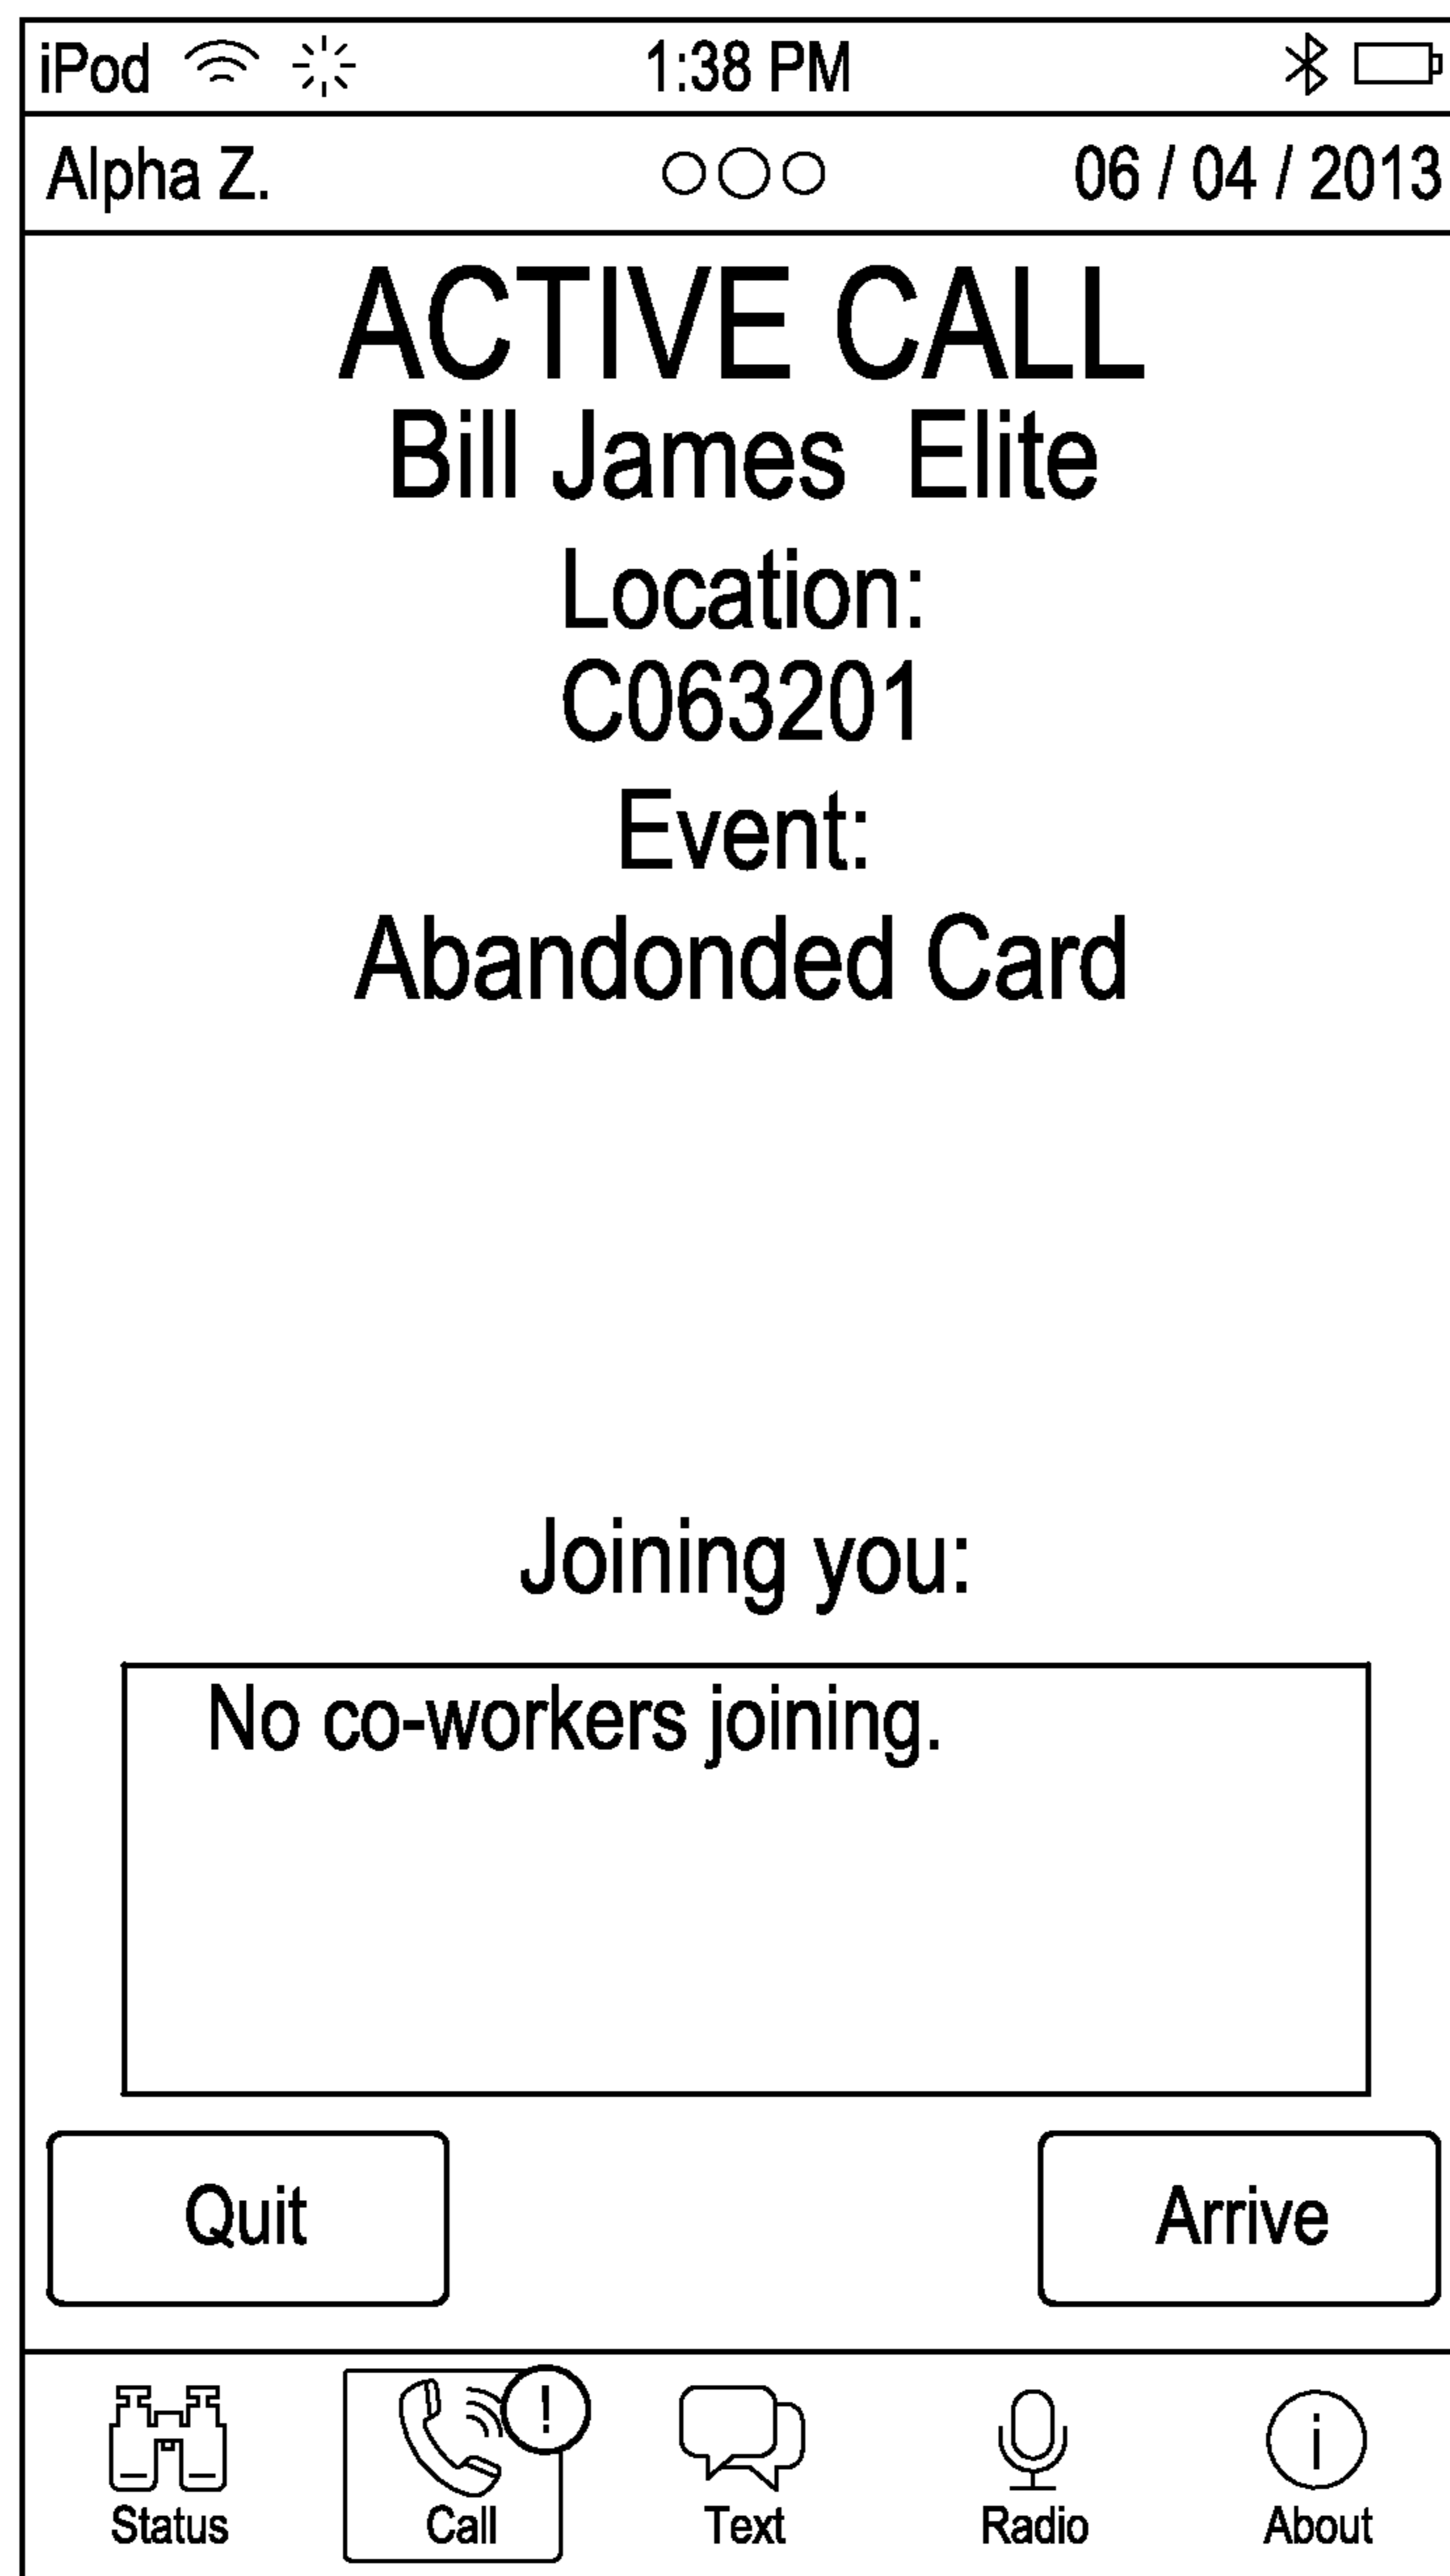 iPod 1:38 PM
Alpha Z. 06 / 04 / 2013
ACTIVE CALL
Bill James Elite
Location:
C063201
Event:
Abandonded Card
Joining you:
No co-workers joining.
Quit Arrive
!
i
Status Call Text Radio About